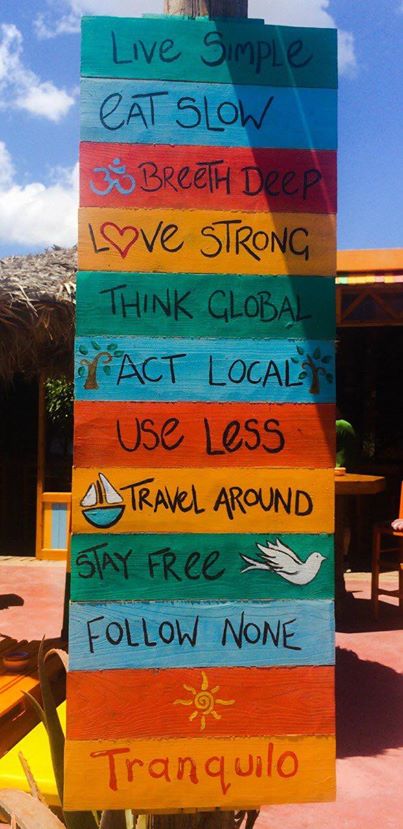 Live Simple
eAT SLOW
ॐ BreeTH Deep
Love STRONG
THINK GLOBAL
ACT LOCAL
USe Less
TRAVEL AROUND
STAY FRee
FOLLOW NONE
Tranquilo